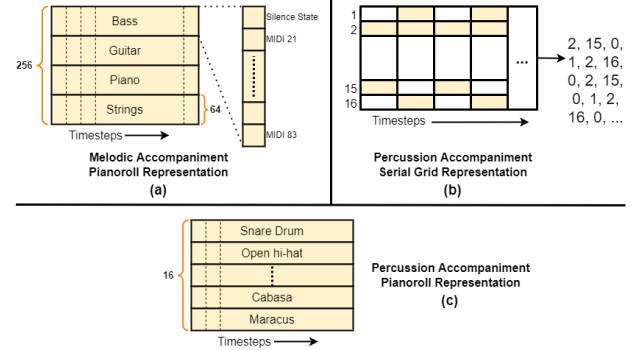 Bass
Guitar
Piano
Strings
256
64
Timesteps
Silence State
MIDI 21
MIDI 83
Melodic Accompaniment
Pianoroll Representation
(a)
1
2
15
16
...
Timesteps
2, 15, 0,
1, 2, 16,
0, 2, 15,
0, 1, 2,
16, 0, ...
Percussion Accompaniment
Serial Grid Representation
(b)
16
Snare Drum
Open hi-hat
Cabasa
Maracus
Timesteps
Percussion Accompaniment
Pianoroll Representation
(c)